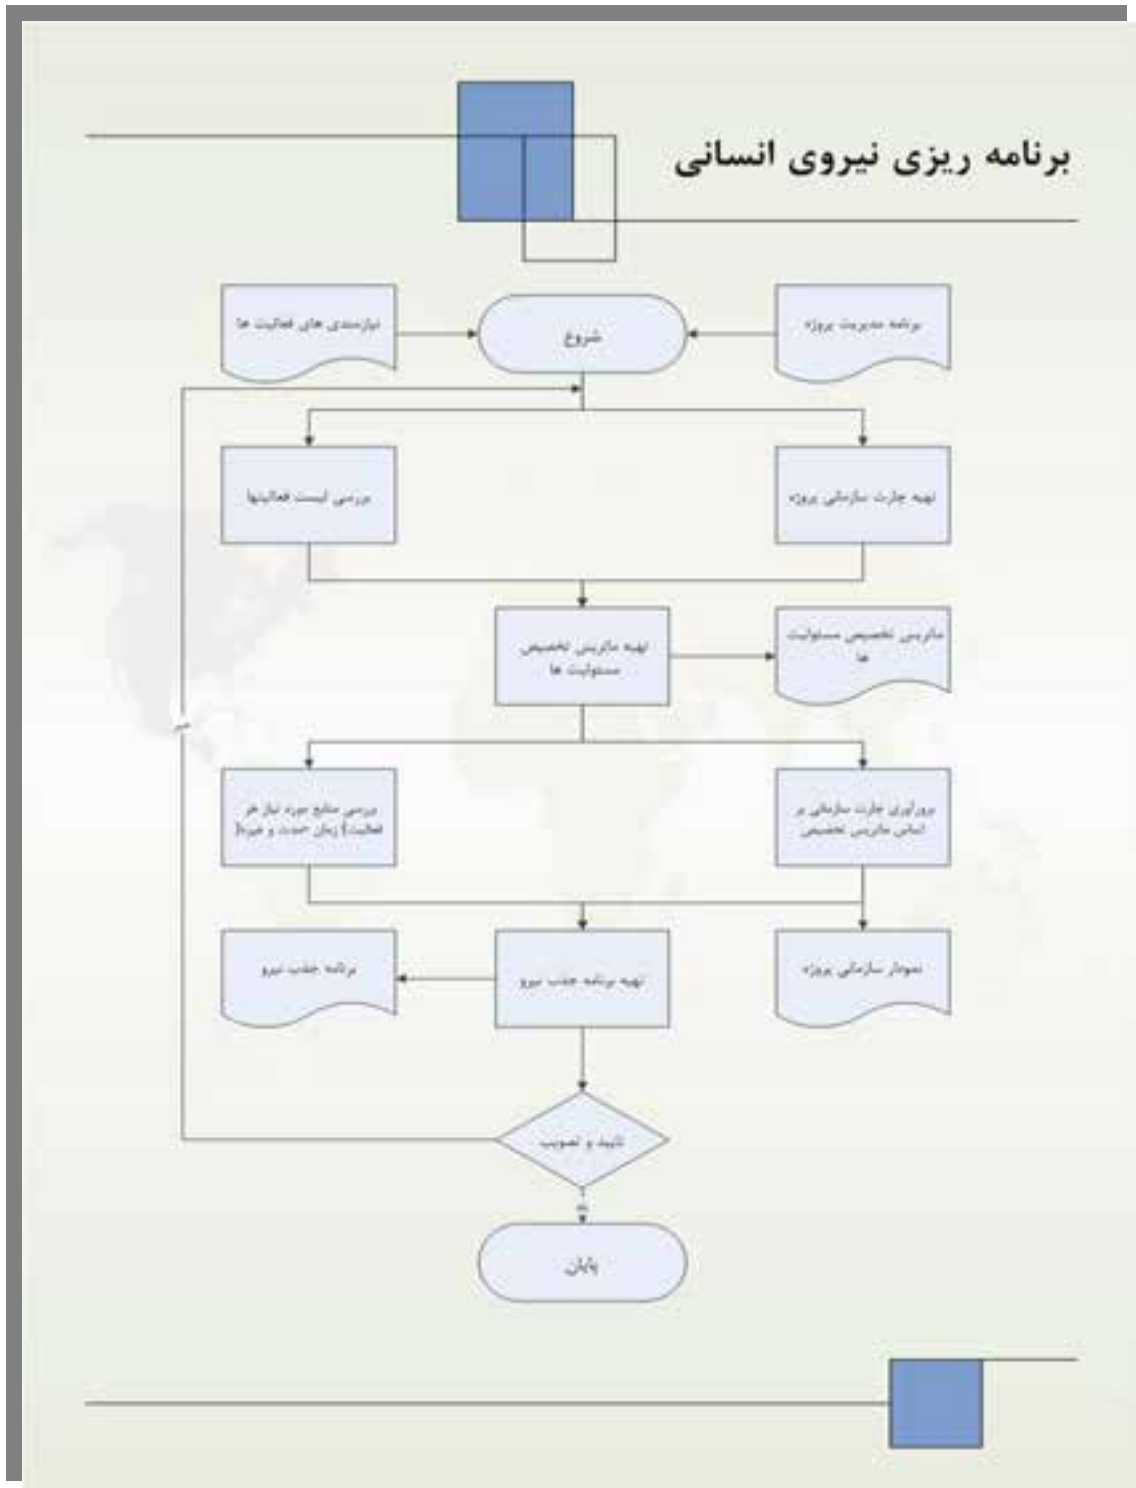 برنامه ریزی نیروی انسانی
برنامه مدیریت پروژه
شروع
نیازمندی های فعالیت ها
تهیه چارت سازمانی پروژه
بررسی لیست فعالیتها
ماتریس تخصیص مسئولیت
ها
تهیه ماتریس تخصیص
مسئولیت ها
بروزآوری چارت سازمانی بر
اساس ماتریس تخصیص
بررسی منابع مورد نیاز هر
فعالیت( زمان
و غیره(
نمودار سازمانی پروژه
تهیه برنامه جذب نیرو
برنامه جذب نیرو
تایید و تصویب
پایان